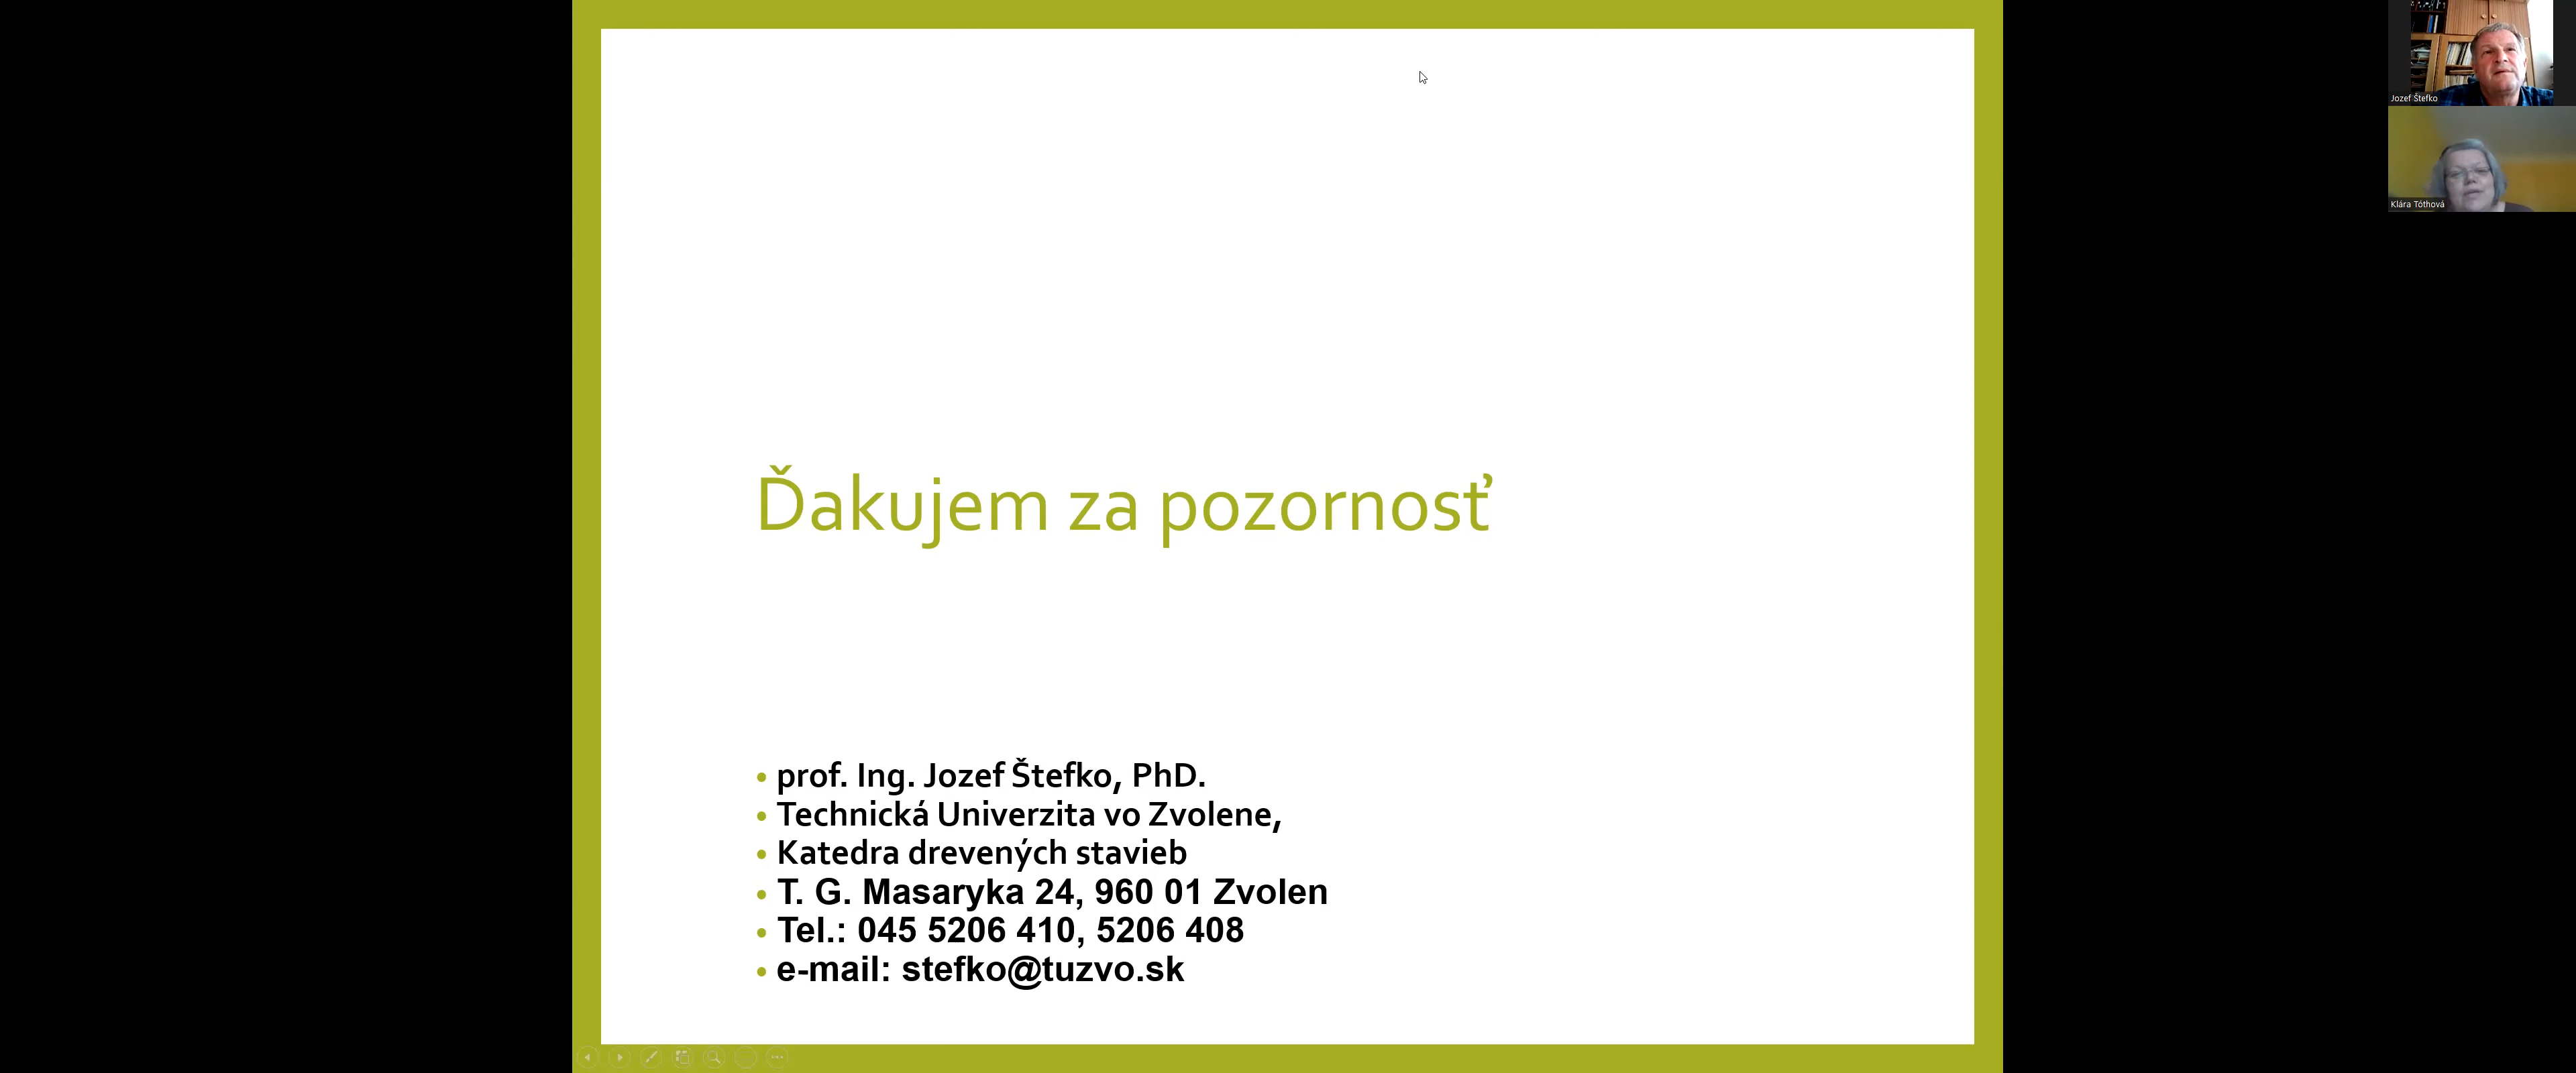 Jozef Štefko
Klára Tóthová
Ďakujem za pozornosť
• prof. Ing. Jozef Štefko, PhD.
• Technická Univerzita vo Zvolene,
• Katedra drevených stavieb
• T. G. Masaryka 24, 960 01 Zvolen
• Tel.: 045 5206 410, 5206 408
• e-mail: stefko@tuzvo.sk